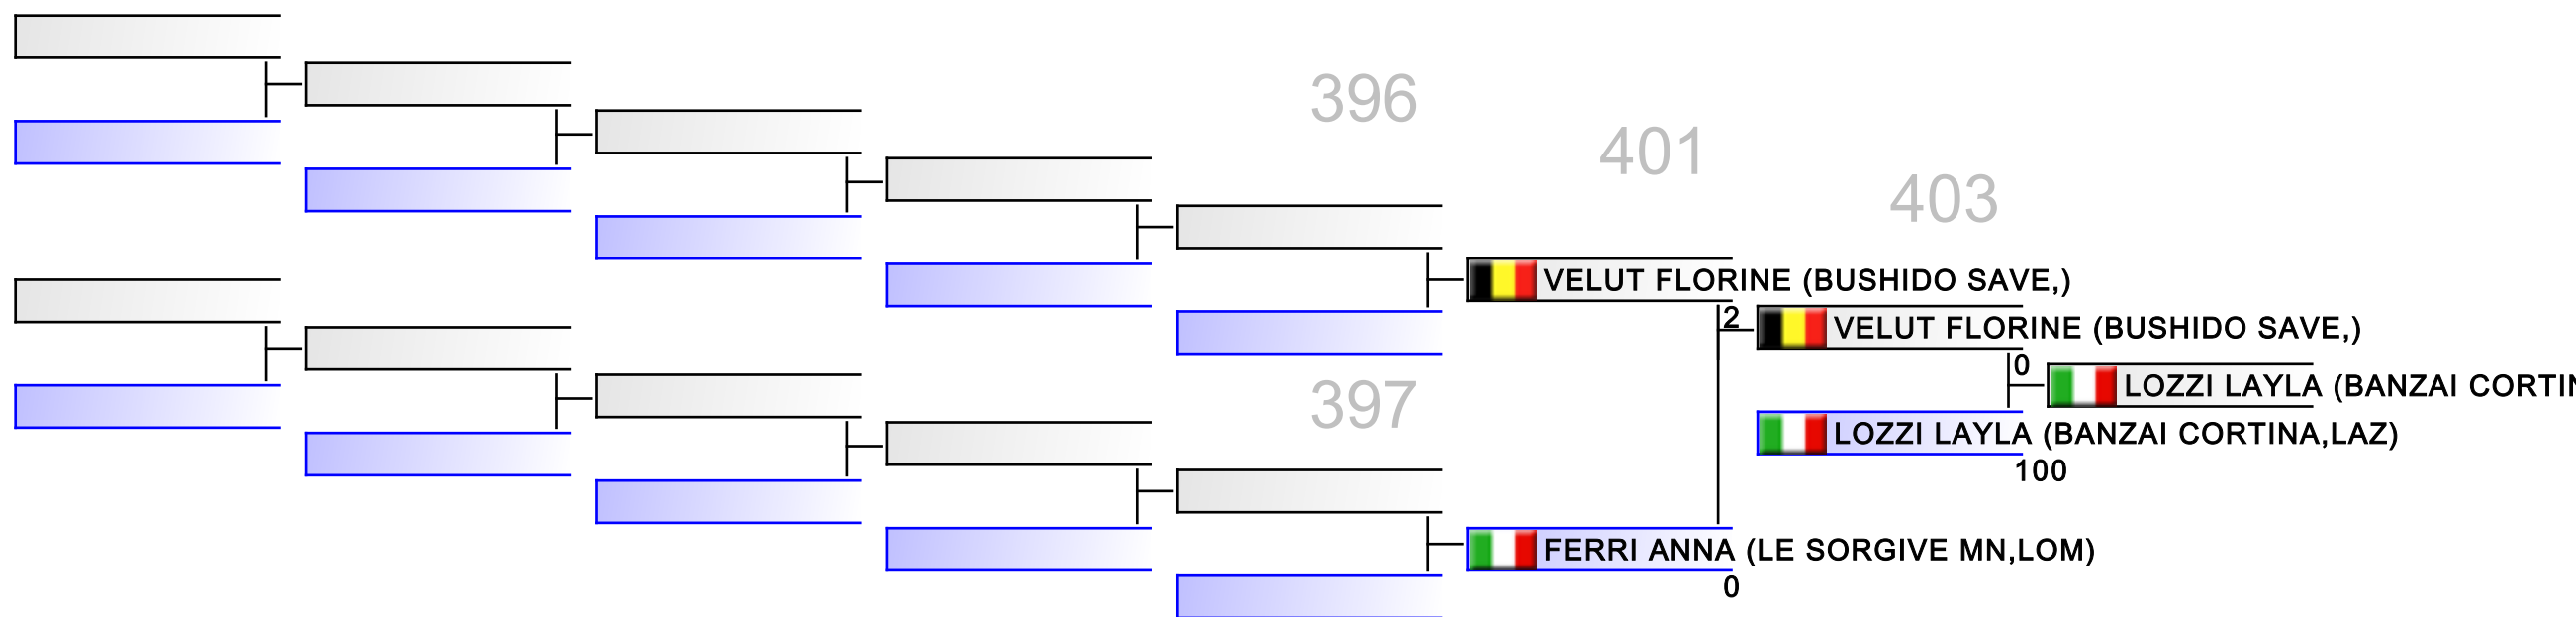 396
401
403
VELUT FLORINE (BUSHIDO SAVE,)
2
VELUT FLORINE (BUSHIDO SAVE,)
0
LOZZI LAYLA (BANZAI
397
LOZZI LAYLA (BANZAI CORTINA,LAZ)
100
FERRI ANNA (LE SORGIVE MN,LOM)
0